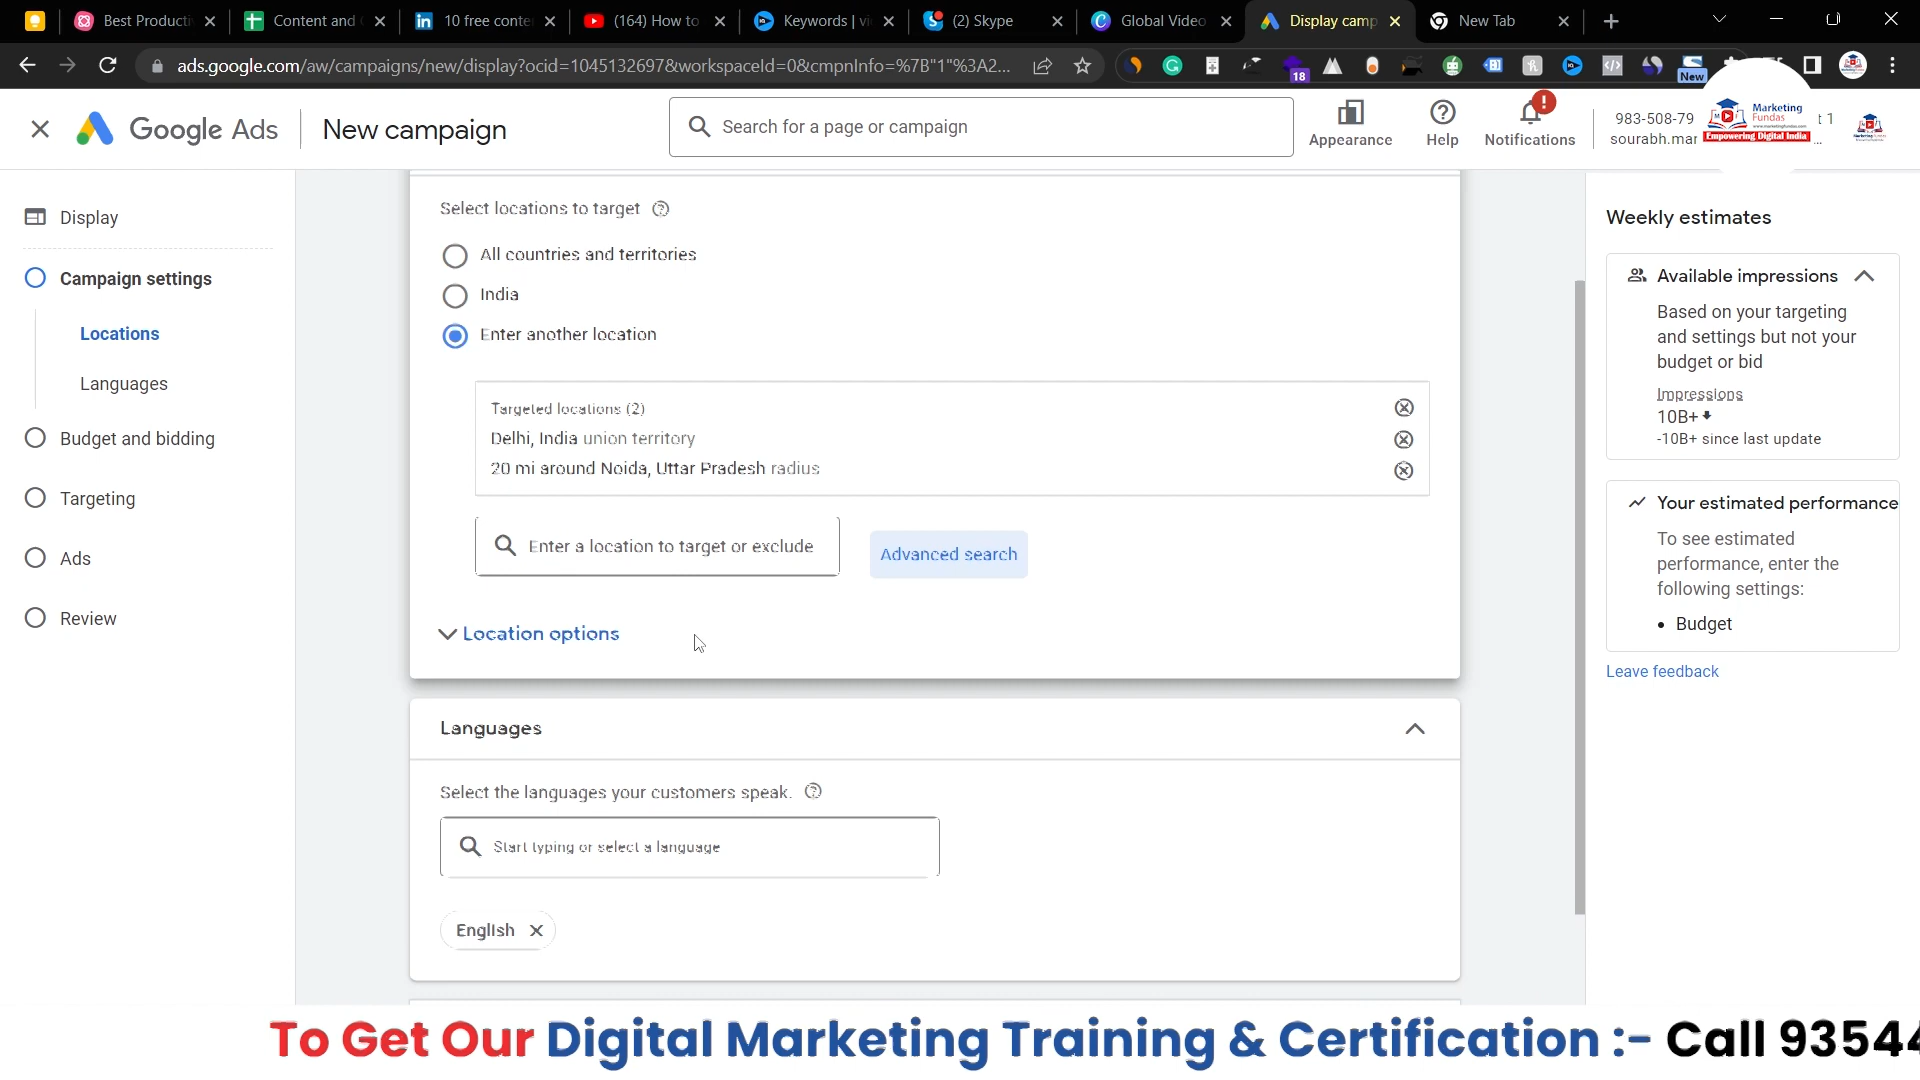 Best Producti
Content and
10 free conte
(164) How to
Keywords | vi
(2) Skype
Global Video
Display camp
New Tab
ads.google.com/aw/campaigns/new/display?ocid=1045132697&workspaceId=0&cmpnInfo=%7B"1"%3A2...
18
New
Google Ads
New campaign
Search for a page or campaign
Appearance
Help
Notifications
983-508-79
sourabh.mar
t 1
...
Marketing
Fundas
Empowering Digital India
Display
Campaign settings
Locations
Languages
Budget and bidding
Targeting
Ads
Review
Select locations to target
All countries and territories
India
Enter another location
Targeted locations (2)
Delhi, India union territory
20 mi around Noida, Uttar Pradesh radius
Enter a location to target or exclude
Advanced search
Location options
Languages
Select the languages your customers speak.
Start typing or select a language
English
Weekly estimates
Available impressions
Based on your targeting
and settings but not your
budget or bid
Impressions
10B+
-10B+ since last update
Your estimated performance
To see estimated
performance, enter the
following settings:
• Budget
Leave feedback
To Get Our Digital Marketing Training & Certification :- Call 93544